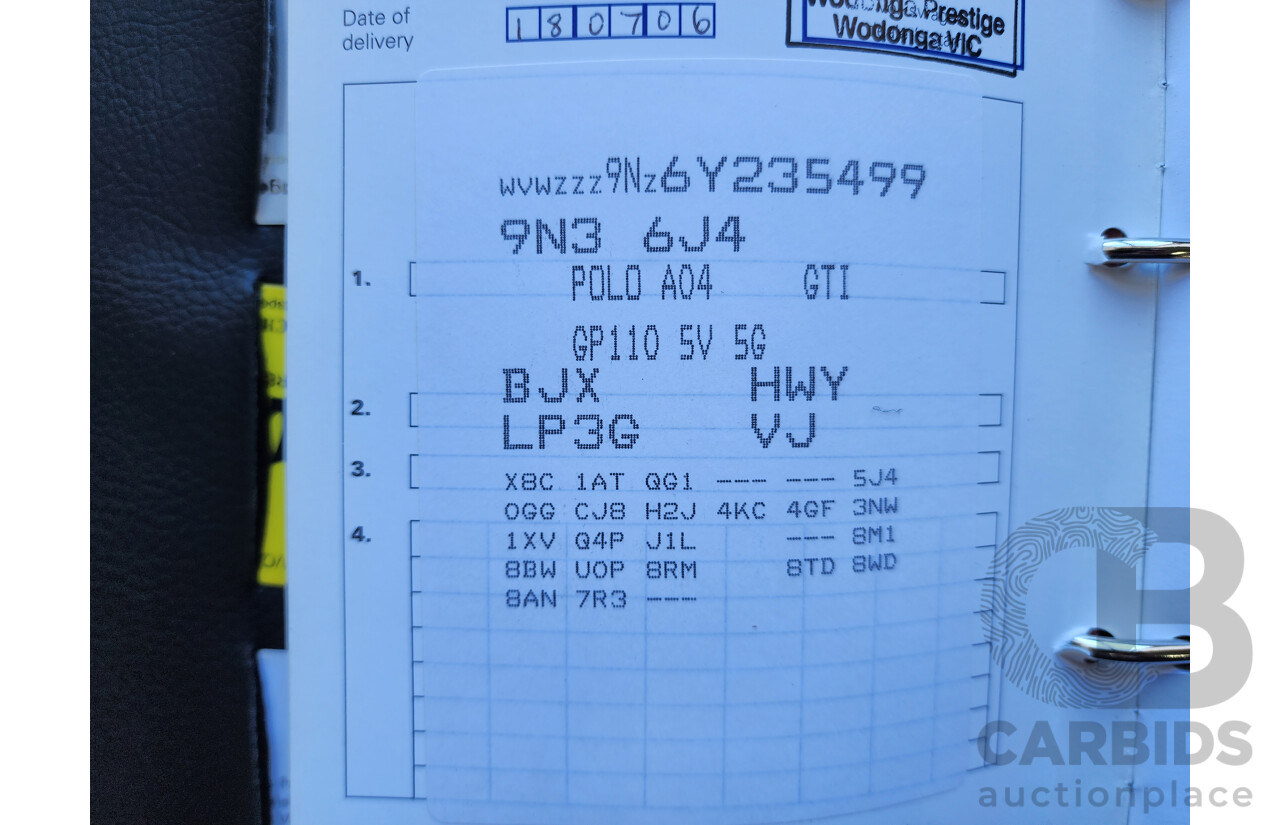 Date of
delivery
180706
Wodonga Prestige
Wodonga VIC
WVWZZZ9NZ6Y235499
9N3 6J4
1. POLO A04 GTI
GP110 5V 5G
BJX HWY
2.
LP3G VJ
3. X8C 1AT QG1 --- --- 5J4
0GG CJ8 H2J 4KC 4GF 3NW
4. 1XV Q4P J1L --- 8M1
8BW U0P 8RM 8TD 8WD
8AN 7R3 ---
CB
CARBIDS
auctionplace